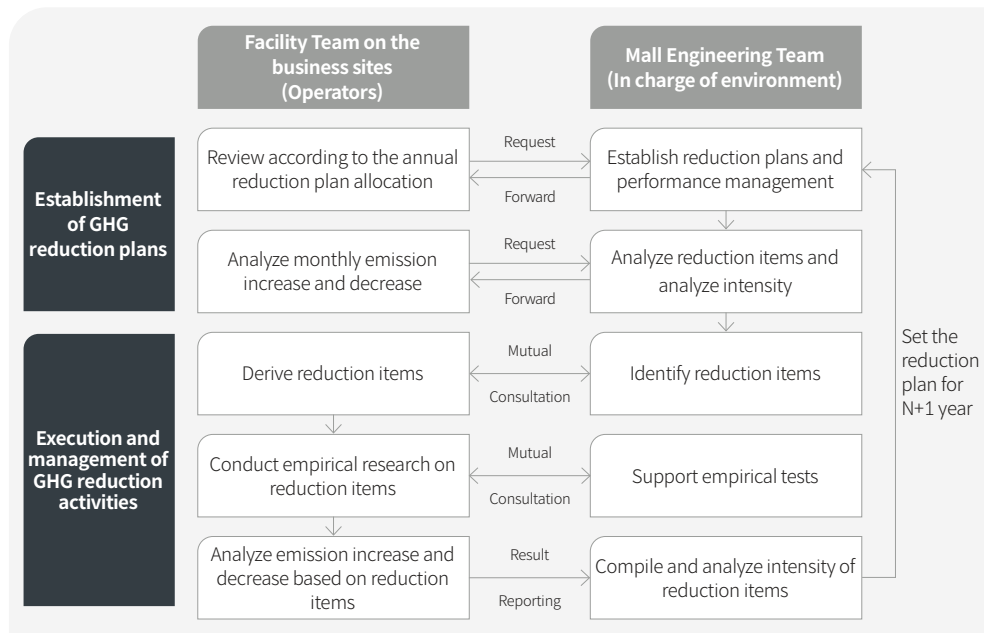 Facility Team on the
business sites
(Operators)
Mall Engineering Team
(In charge of environment)
Establishment
of GHG
reduction plans
Review according to the annual
reduction plan allocation
Request
Forward
Establish reduction plans and
performance management
Analyze monthly emission
increase and decrease
Request
Forward
Analyze reduction items and
analyze intensity
Execution and
management of
GHG reduction
activities
Derive reduction items
Mutual
Consultation
Identify reduction items
Conduct empirical research on
reduction items
Mutual
Consultation
Support empirical tests
Analyze emission increase and
decrease based on reduction
items
Result
Reporting
Compile and analyze intensity of
reduction items
Set the
reduction
plan for
N+1 year